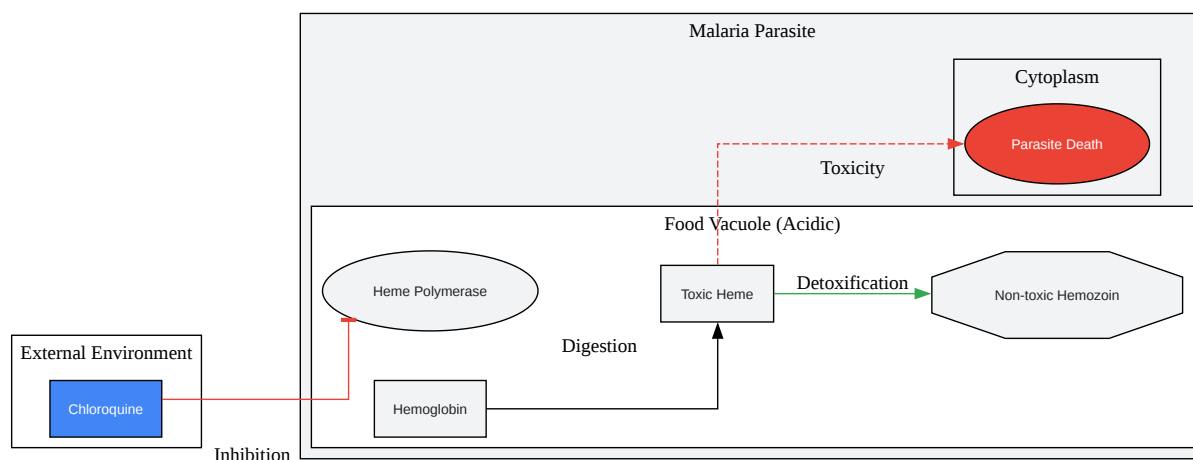 Malaria Parasite
Cytoplasm
Parasite Death
Toxicity
Food Vacuole (Acidic)
Heme Polymerase
Toxic Heme
Detoxification
Non-toxic Hemozoin
Digestion
External Environment
Chloroquine
Hemoglobin
Inhibition